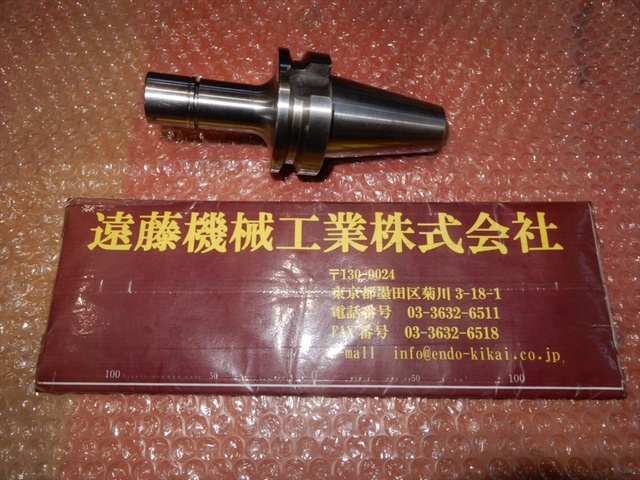 遠藤機械工業株式会社
〒130-0024
東京都墨田区菊川 3-18-1
電話番号 03-3632-6511
FAX番号 03-3632-6518
e-mail info@endo-kikai.co.jp
100 50 0 50 100